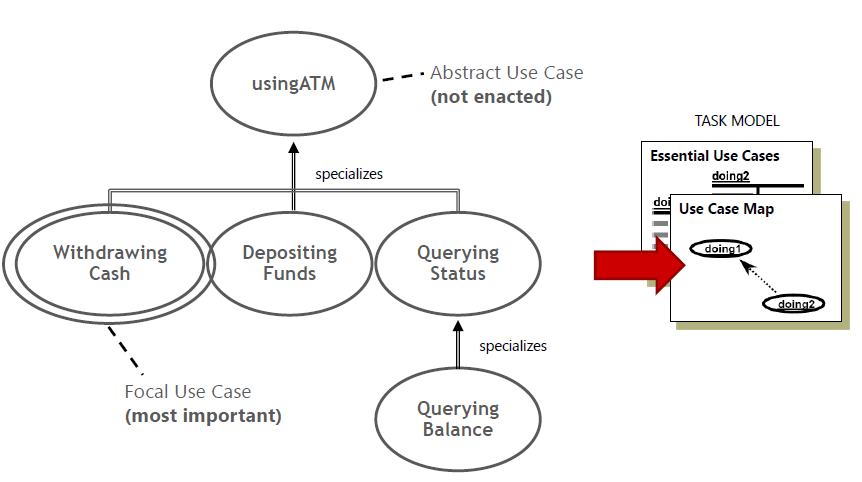 usingATM
Abstract Use Case
(not enacted)
specializes
Withdrawing
Cash
Depositing
Funds
Querying
Status
specializes
Querying
Balance
Focal Use Case
(most important)
TASK MODEL
Essential Use Cases
doing2
Use Case Map
doing1
doing2